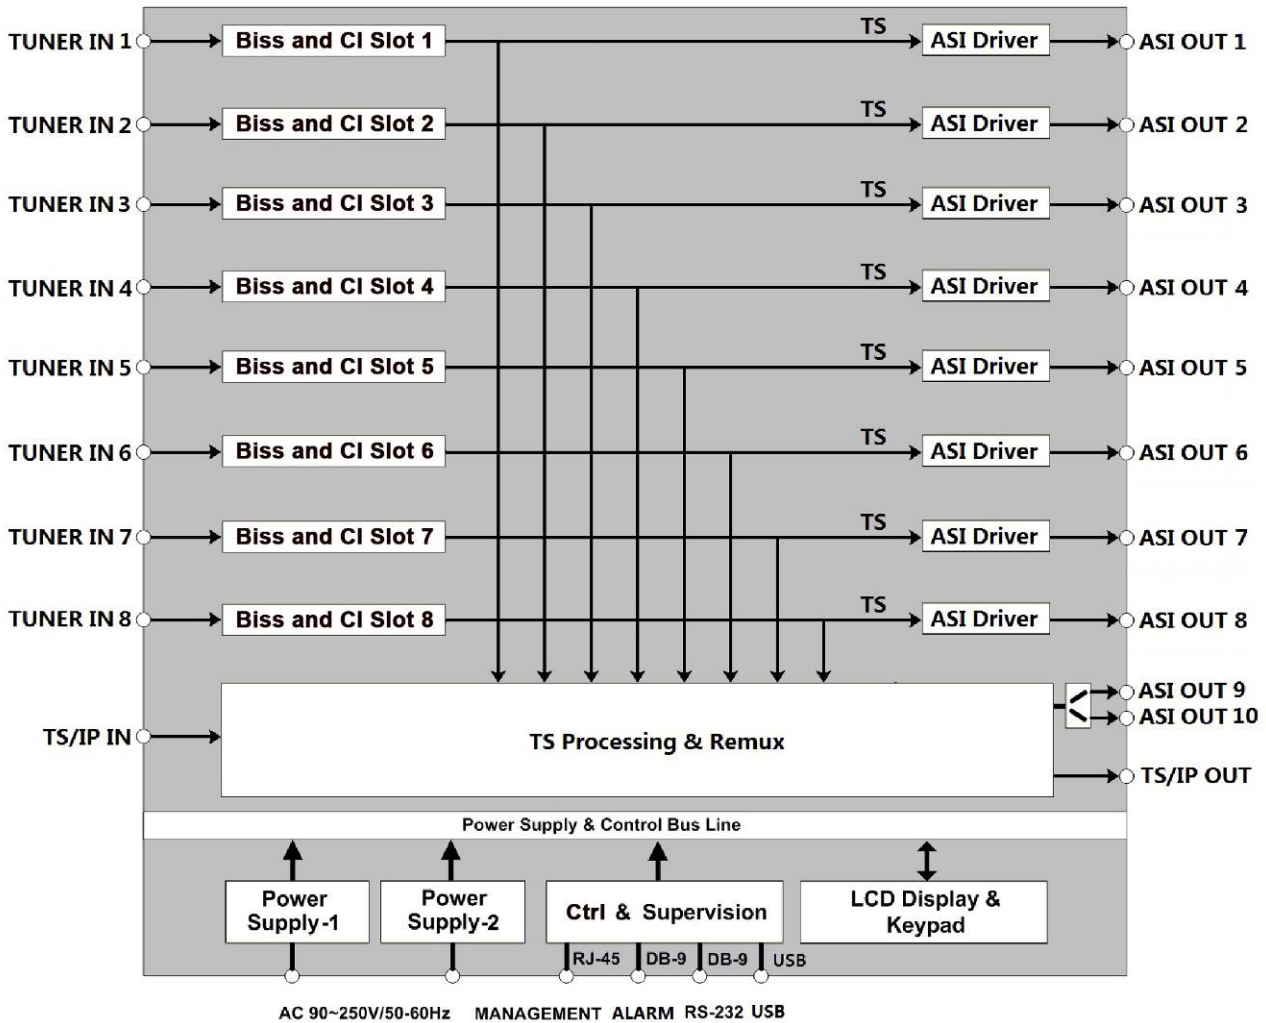 TUNER IN 1 Biss and CI Slot 1 TS ASI Driver ASI OUT 1
TUNER IN 2 Biss and CI Slot 2 TS ASI Driver ASI OUT 2
TUNER IN 3 Biss and CI Slot 3 TS ASI Driver ASI OUT 3
TUNER IN 4 Biss and CI Slot 4 TS ASI Driver ASI OUT 4
TUNER IN 5 Biss and CI Slot 5 TS ASI Driver ASI OUT 5
TUNER IN 6 Biss and CI Slot 6 TS ASI Driver ASI OUT 6
TUNER IN 7 Biss and CI Slot 7 TS ASI Driver ASI OUT 7
TUNER IN 8 Biss and CI Slot 8 TS ASI Driver ASI OUT 8
ASI OUT 9
ASI OUT 10
TS/IP IN TS Processing & Remux
TS/IP OUT
Power Supply & Control Bus Line
Power
Supply-1
Power
Supply-2
Ctrl & Supervision
LCD Display &
Keypad
RJ-45 DB-9 DB-9 USB
AC 90~250V/50-60Hz MANAGEMENT ALARM RS-232 USB